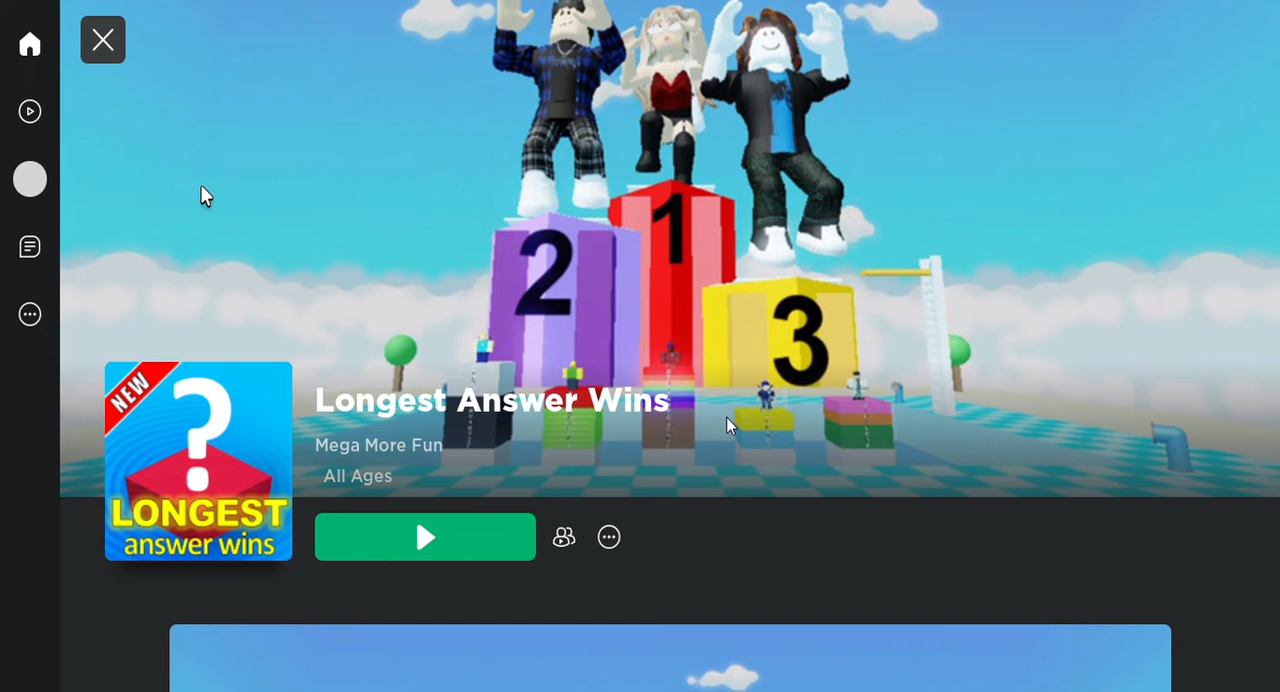 2
1
3
NEW
?
LONGEST
answer wins
Longest Answer Wins
Mega More Fun
All Ages